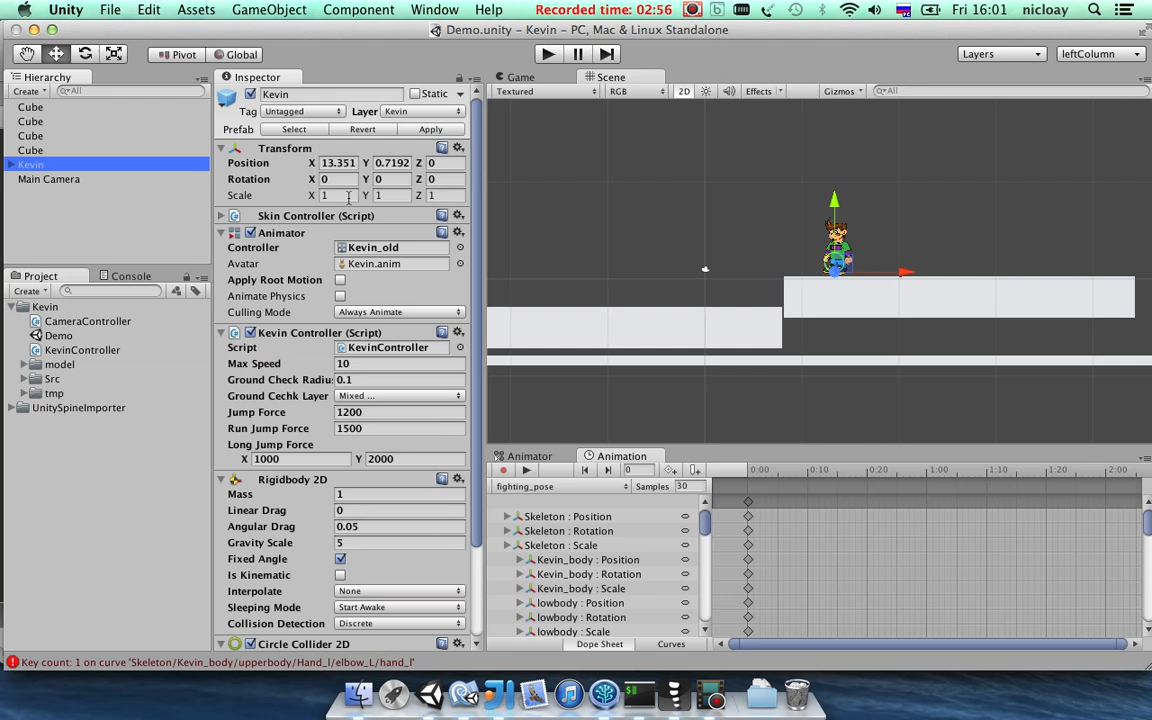 Unity File Edit Assets GameObject Component Window Help Recorded time: 02:56 Fri 16:01 nicloay
Demo.unity - Kevin - PC, Mac & Linux Standalone
Pivot Global Layers leftColumn
Hierarchy
Create All
Cube
Cube
Cube
Cube
Kevin
Main Camera
Project Console
Create
Kevin
CameraController
Demo
KevinController
model
Src
tmp
UnitySpineImporter
Inspector
Kevin Static
Tag Untagged Layer Kevin
Prefab Select Revert Apply
Transform
Position X 13.351 Y 0.7192 Z 0
Rotation X 0 Y 0 Z 0
Scale X 1 Y 1 Z 1
Skin Controller (Script)
Animator
Controller Kevin_old
Avatar Kevin.anim
Apply Root Motion
Animate Physics
Culling Mode Always Animate
Kevin Controller (Script)
Script KevinController
Max Speed 10
Ground Check Radiu: 0.1
Ground Cechk Layer Mixed ...
Jump Force 1200
Run Jump Force 1500
Long Jump Force
X 1000 Y 2000
Rigidbody 2D
Mass 1
Linear Drag 0
Angular Drag 0.05
Gravity Scale 5
Fixed Angle
Is Kinematic
Interpolate None
Sleeping Mode Start Awake
Collision Detection Discrete
Circle Collider 2D
Game Scene
Textured RGB 2D Effects Gizmos All
Animator Animation
0 0:00 0:10 0:20 1:00 1:10 1:20 2:00
fighting_pose Samples 30
Skeleton : Position
Skeleton : Rotation
Skeleton : Scale
Kevin_body : Position
Kevin_body : Rotation
Kevin_body : Scale
lowbody : Position
lowbody : Rotation
lowbody : Scale
Dope Sheet Curves
Key count: 1 on curve 'Skeleton/Kevin_body/upperbody/Hand_l/elbow_L/hand_l'